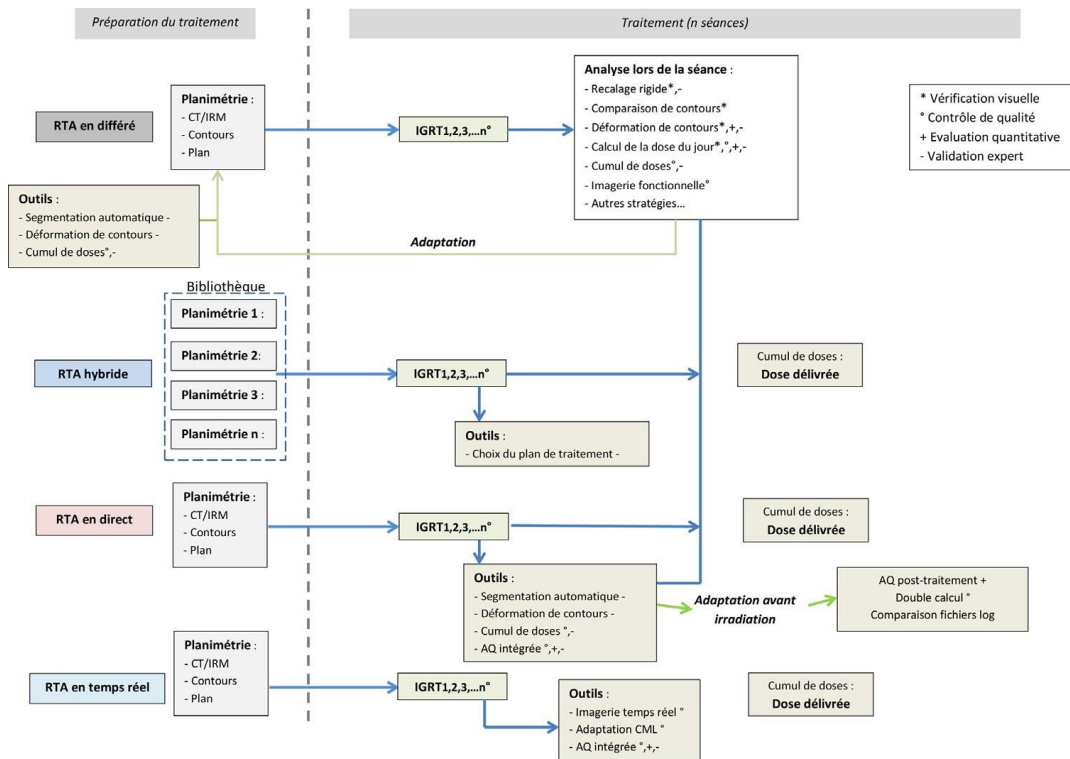 Préparation du traitement
Traitement (n séances)
RTA en différé
Planimétrie :
- CT/IRM
- Contours
- Plan
IGRT1,2,3,...n°
Analyse lors de la séance :
- Recalage rigide*,-
- Comparaison de contours*
- Déformation de contours*,+,-
- Calcul de la dose du jour*,°,+,-
- Cumul de doses°,-
- Imagerie fonctionnelle°
- Autres stratégies...
* Vérification visuelle
° Contrôle de qualité
+ Evaluation quantitative
- Validation expert
Outils :
- Segmentation automatique -
- Déformation de contours -
- Cumul de doses°,-
Adaptation
Bibliothèque
RTA hybride
Planimétrie 1 :
Planimétrie 2:
Planimétrie 3 :
Planimétrie n :
IGRT1,2,3,...n°
Outils :
- Choix du plan de traitement -
Cumul de doses :
Dose délivrée
RTA en direct
Planimétrie :
- CT/IRM
- Contours
- Plan
IGRT1,2,3,...n°
Outils :
- Segmentation automatique -
- Déformation de contours -
- Cumul de doses °,-
- AQ intégrée °,+,-
Cumul de doses :
Dose délivrée
Adaptation avant
irradiation
AQ post-traitement +
Double calcul °
Comparaison fichiers log
RTA en temps réel
Planimétrie :
- CT/IRM
- Contours
- Plan
IGRT1,2,3,...n°
Outils :
- Imagerie temps réel °
- Adaptation CML °
- AQ intégrée °,+,-
Cumul de doses :
Dose délivrée